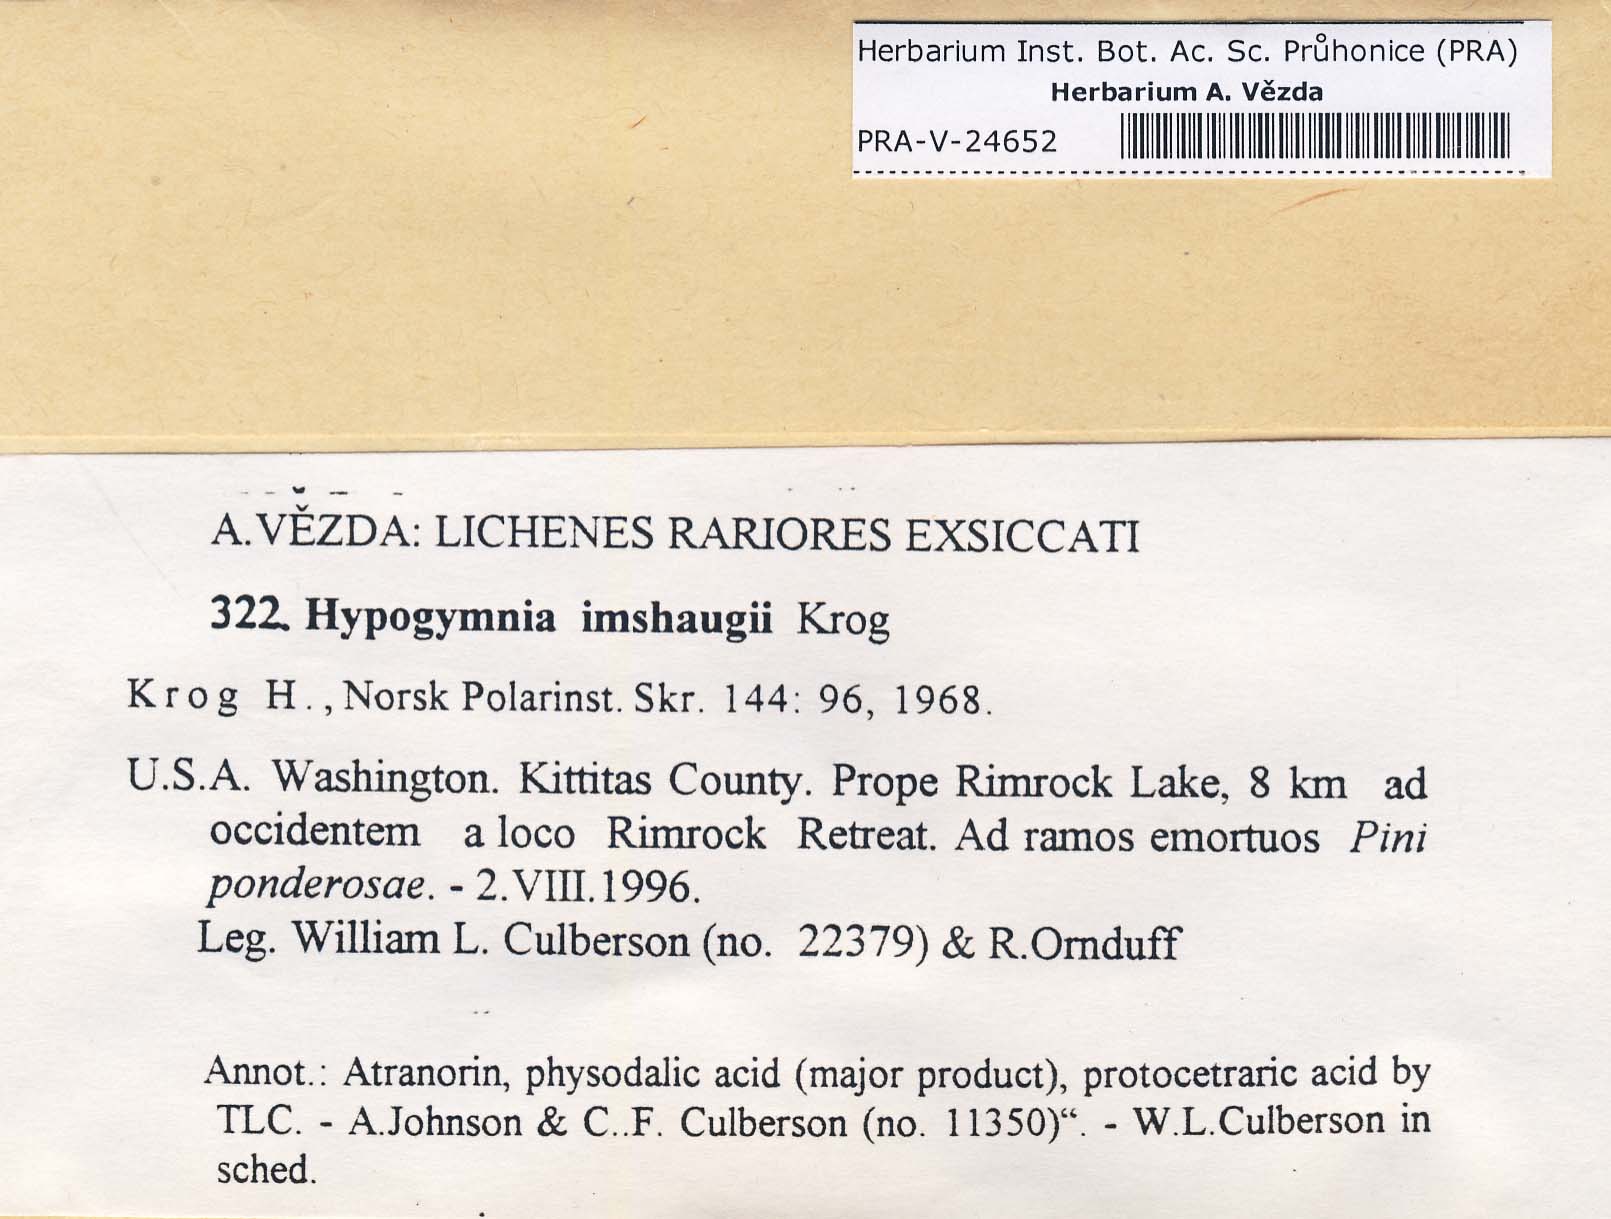 Herbarium Inst. Bot. Ac. Sc. Průhonice (PRA)
Herbarium A. Vězda
PRA-V-24652
A.VĚZDA: LICHENES RARIORES EXSICCATI
322. Hypogymnia imshaugii Krog
Krog H., Norsk Polarinst. Skr. 144: 96, 1968.
U.S.A. Washington. Kittitas County. Prope Rimrock Lake, 8 km ad
occidentem a loco Rimrock Retreat. Ad ramos emortuos Pini
ponderosae. - 2.VIII.1996.
Leg. William L. Culberson (no. 22379) & R.Ornduff
Annot.: Atranorin, physodalic acid (major product), protocetraric acid by
TLC. - A.Johnson & C..F. Culberson (no. 11350)“. - W.L.Culberson in
sched.